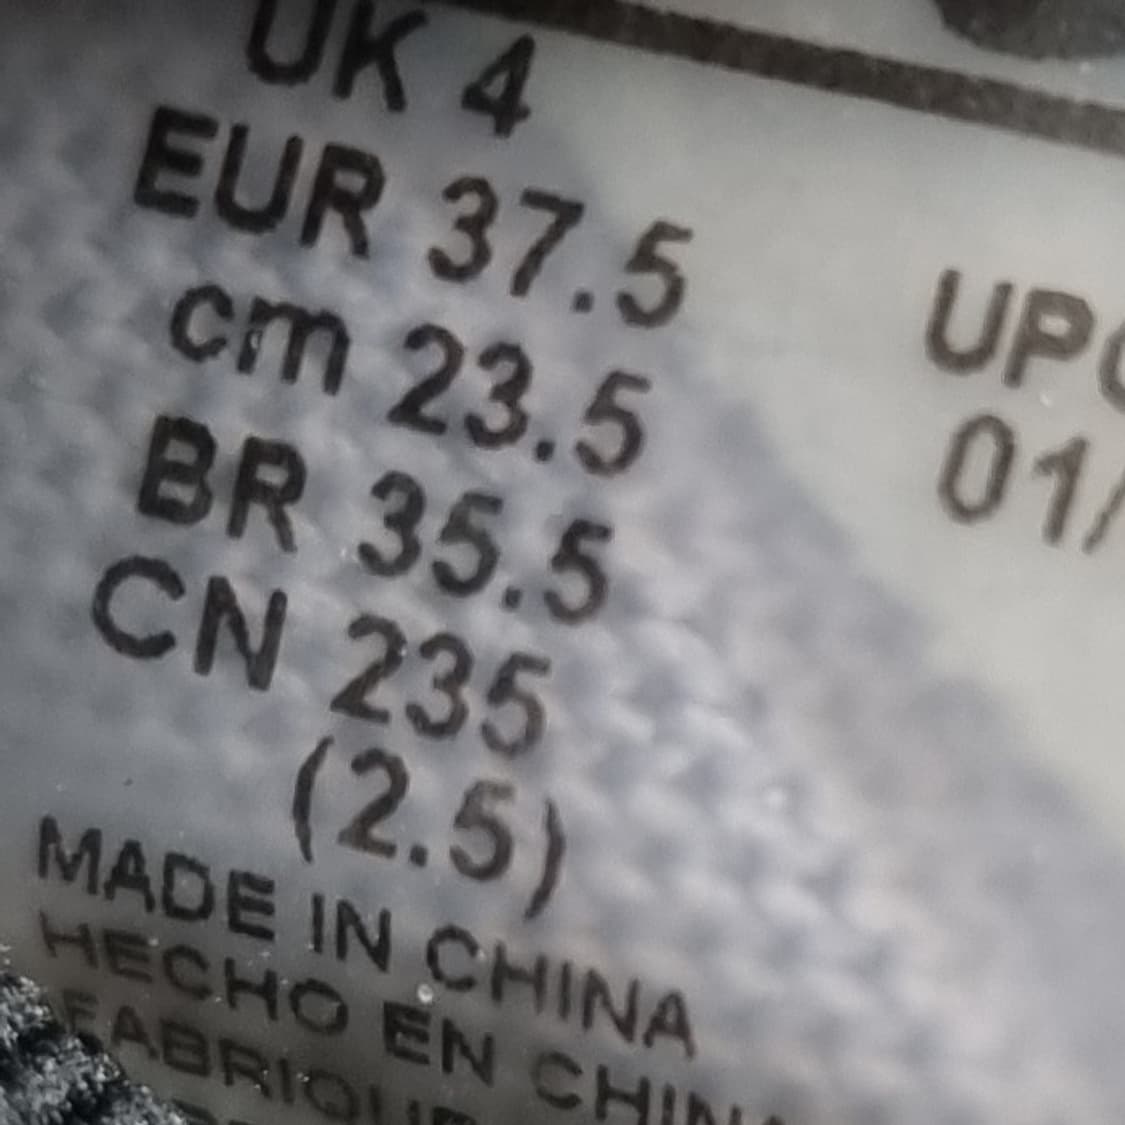 UK 4
EUR 37.5
cm 23.5
BR 35.5
CN 235
(2.5)
MADE IN CHINA
HECHO EN CHINA
UP
01/